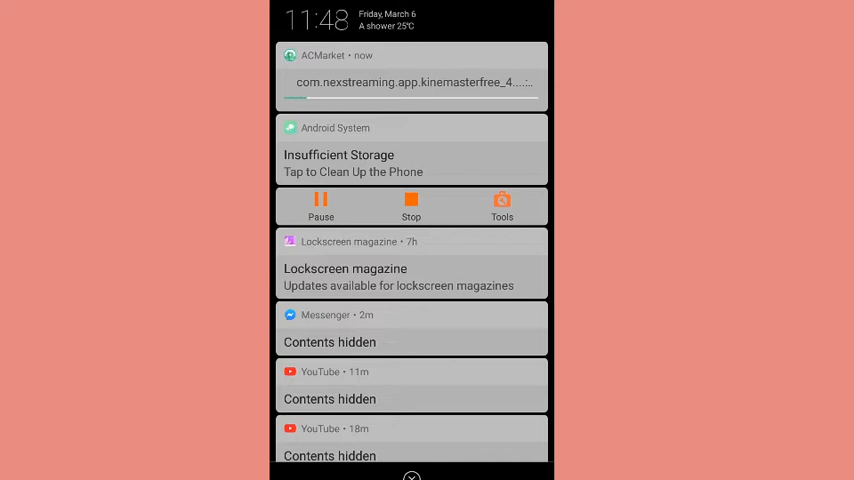 11:48
Friday, March 6
A shower 25℃
ACMarket • now
com.nexstreaming.app.kinemasterfree_4....:..
Android System
Insufficient Storage
Tap to Clean Up the Phone
Pause Stop Tools
Lockscreen magazine • 7h
Lockscreen magazine
Updates available for lockscreen magazines
Messenger • 2m
Contents hidden
YouTube • 11m
Contents hidden
YouTube • 18m
Contents hidden